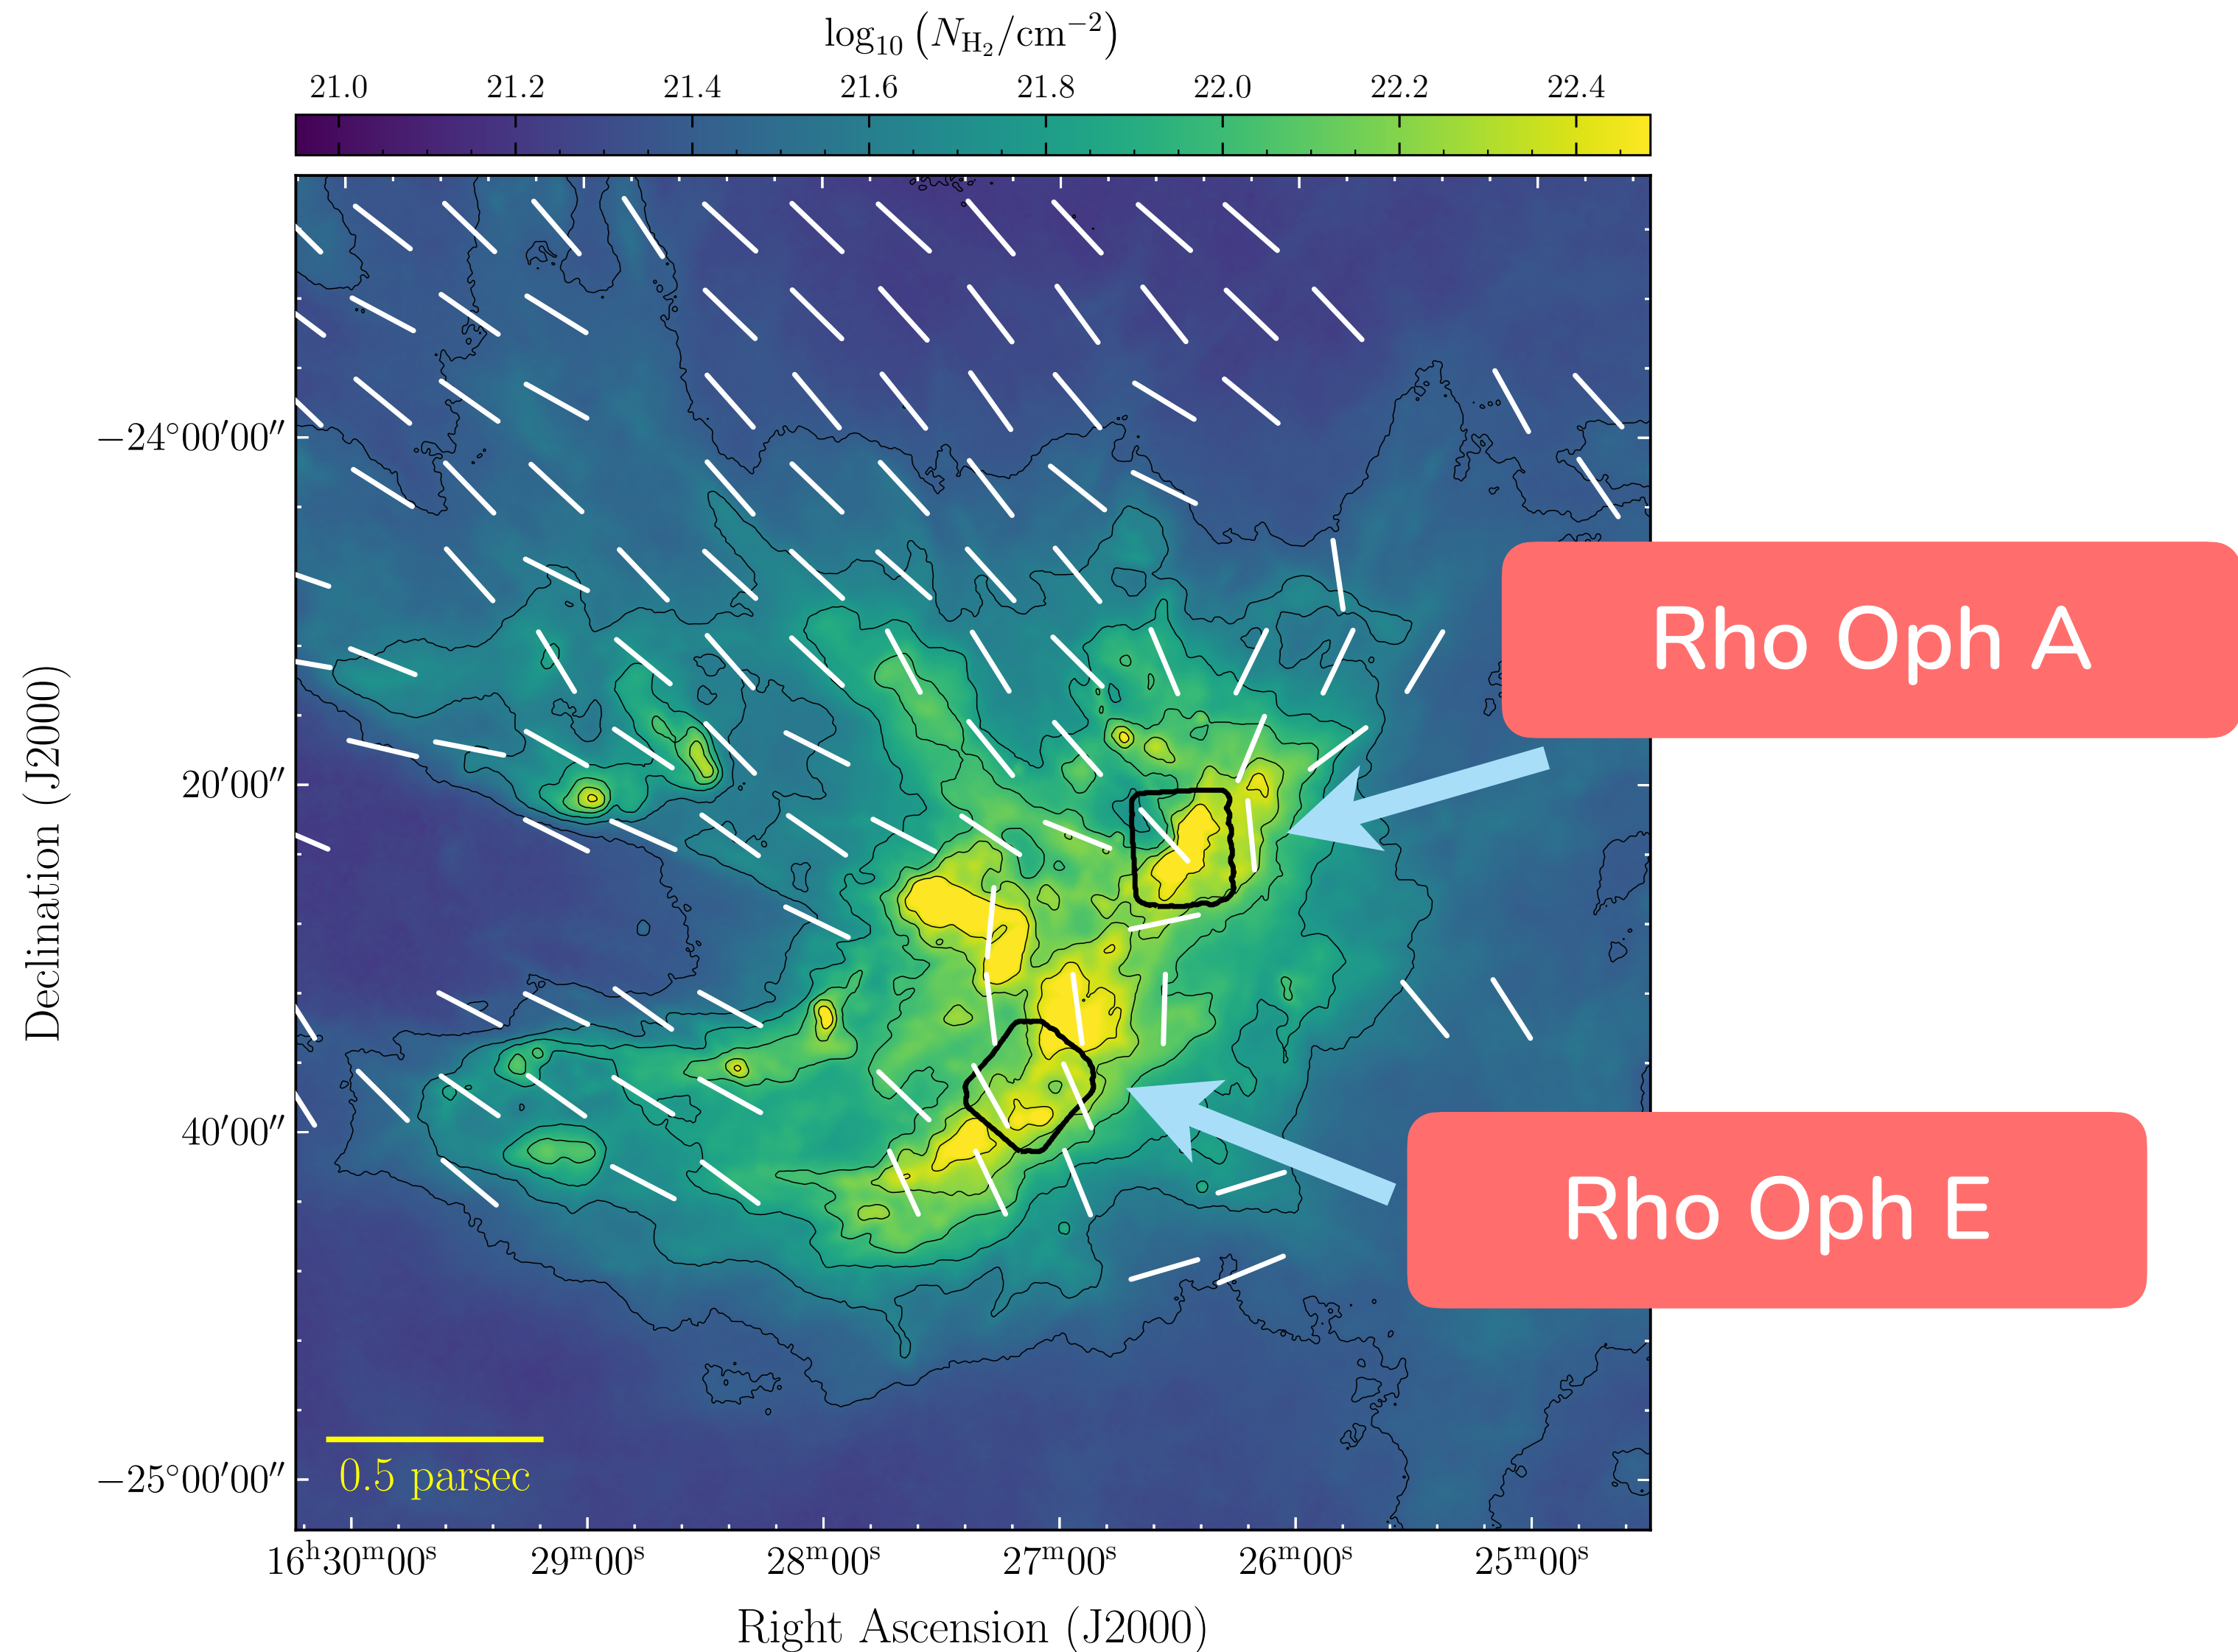 log₁₀ (N_H₂/cm⁻²)
21.0 21.2 21.4 21.6 21.8 22.0 22.2 22.4
−24°00′00″
20′00″
40′00″
−25°00′00″
Declination (J2000)
Rho Oph A
Rho Oph E
0.5 parsec
16ʰ30ᵐ00ˢ 29ᵐ00ˢ 28ᵐ00ˢ 27ᵐ00ˢ 26ᵐ00ˢ 25ᵐ00ˢ
Right Ascension (J2000)